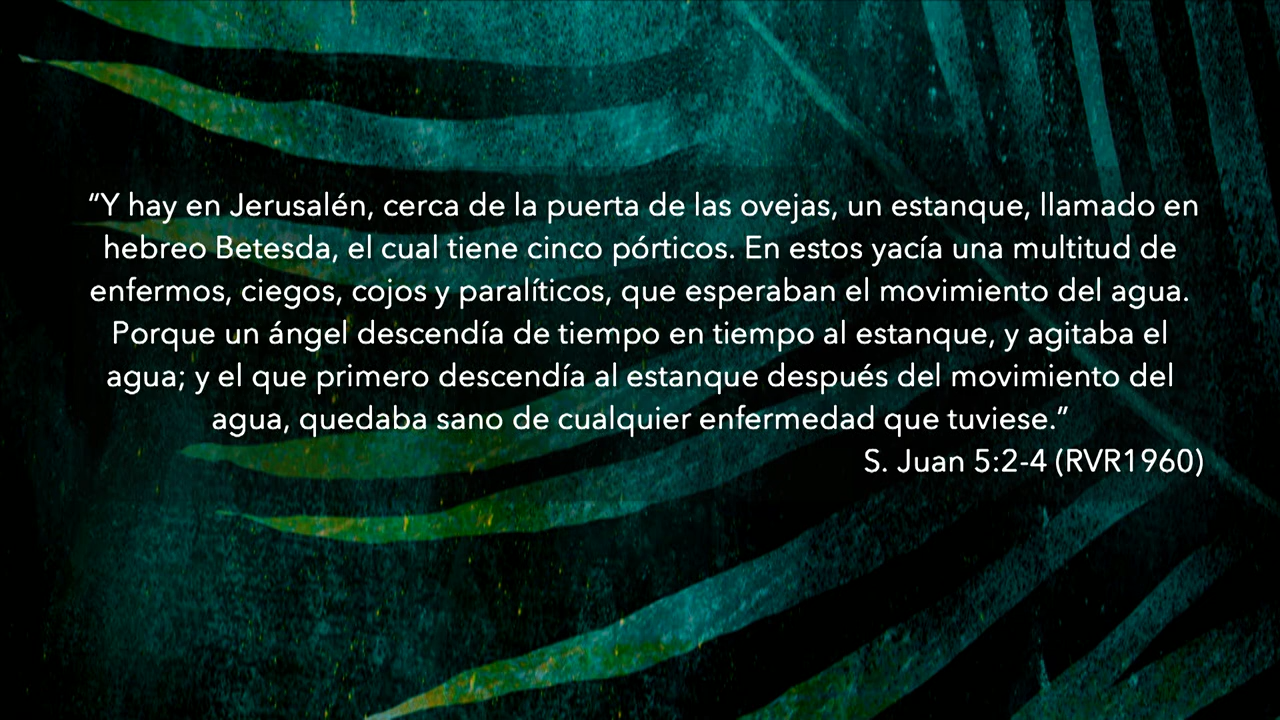 “Y hay en Jerusalén, cerca de la puerta de las ovejas, un estanque, llamado en
hebreo Betesda, el cual tiene cinco pórticos. En estos yacía una multitud de
enfermos, ciegos, cojos y paralíticos, que esperaban el movimiento del agua.
Porque un ángel descendía de tiempo en tiempo al estanque, y agitaba el
agua; y el que primero descendía al estanque después del movimiento del
agua, quedaba sano de cualquier enfermedad que tuviese.”
S. Juan 5:2-4 (RVR1960)